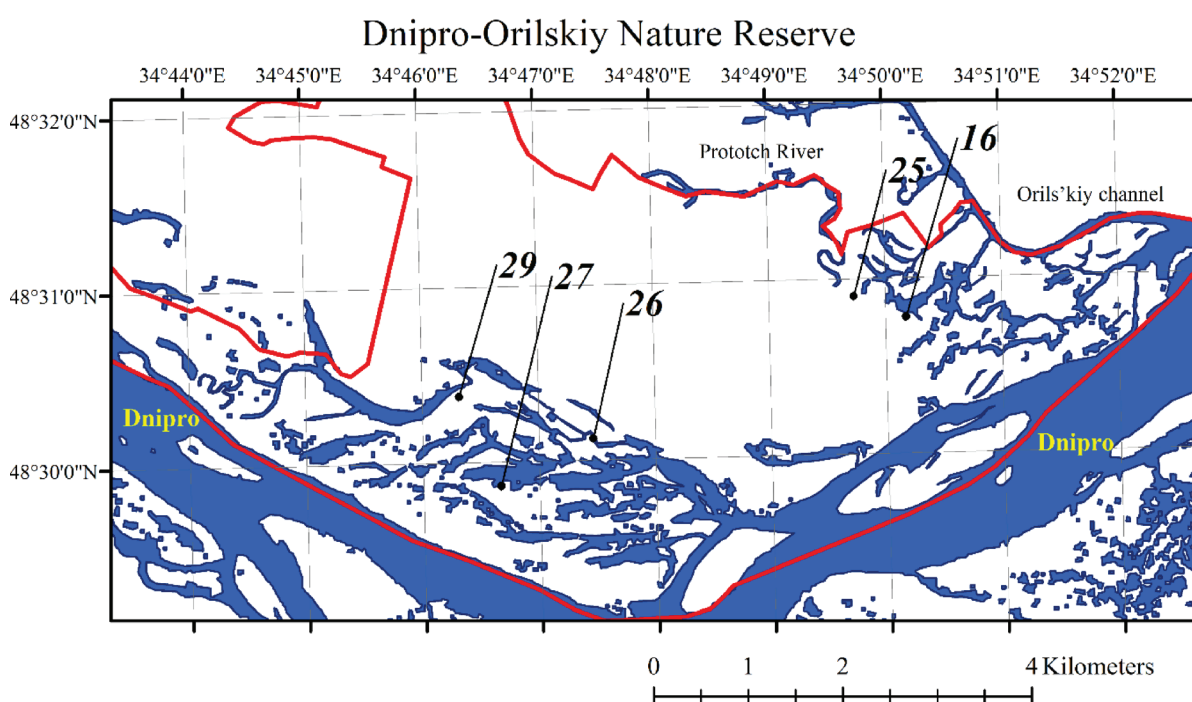 Dnipro-Orilskiy Nature Reserve
34°44'0"E 34°45'0"E 34°46'0"E 34°47'0"E 34°48'0"E 34°49'0"E 34°50'0"E 34°51'0"E 34°52'0"E
48°32'0"N
Prototch River
16
25
Orils'kiy channel
29
27
48°31'0"N
26
Dnipro
Dnipro
48°30'0"N
0 1 2 4 Kilometers